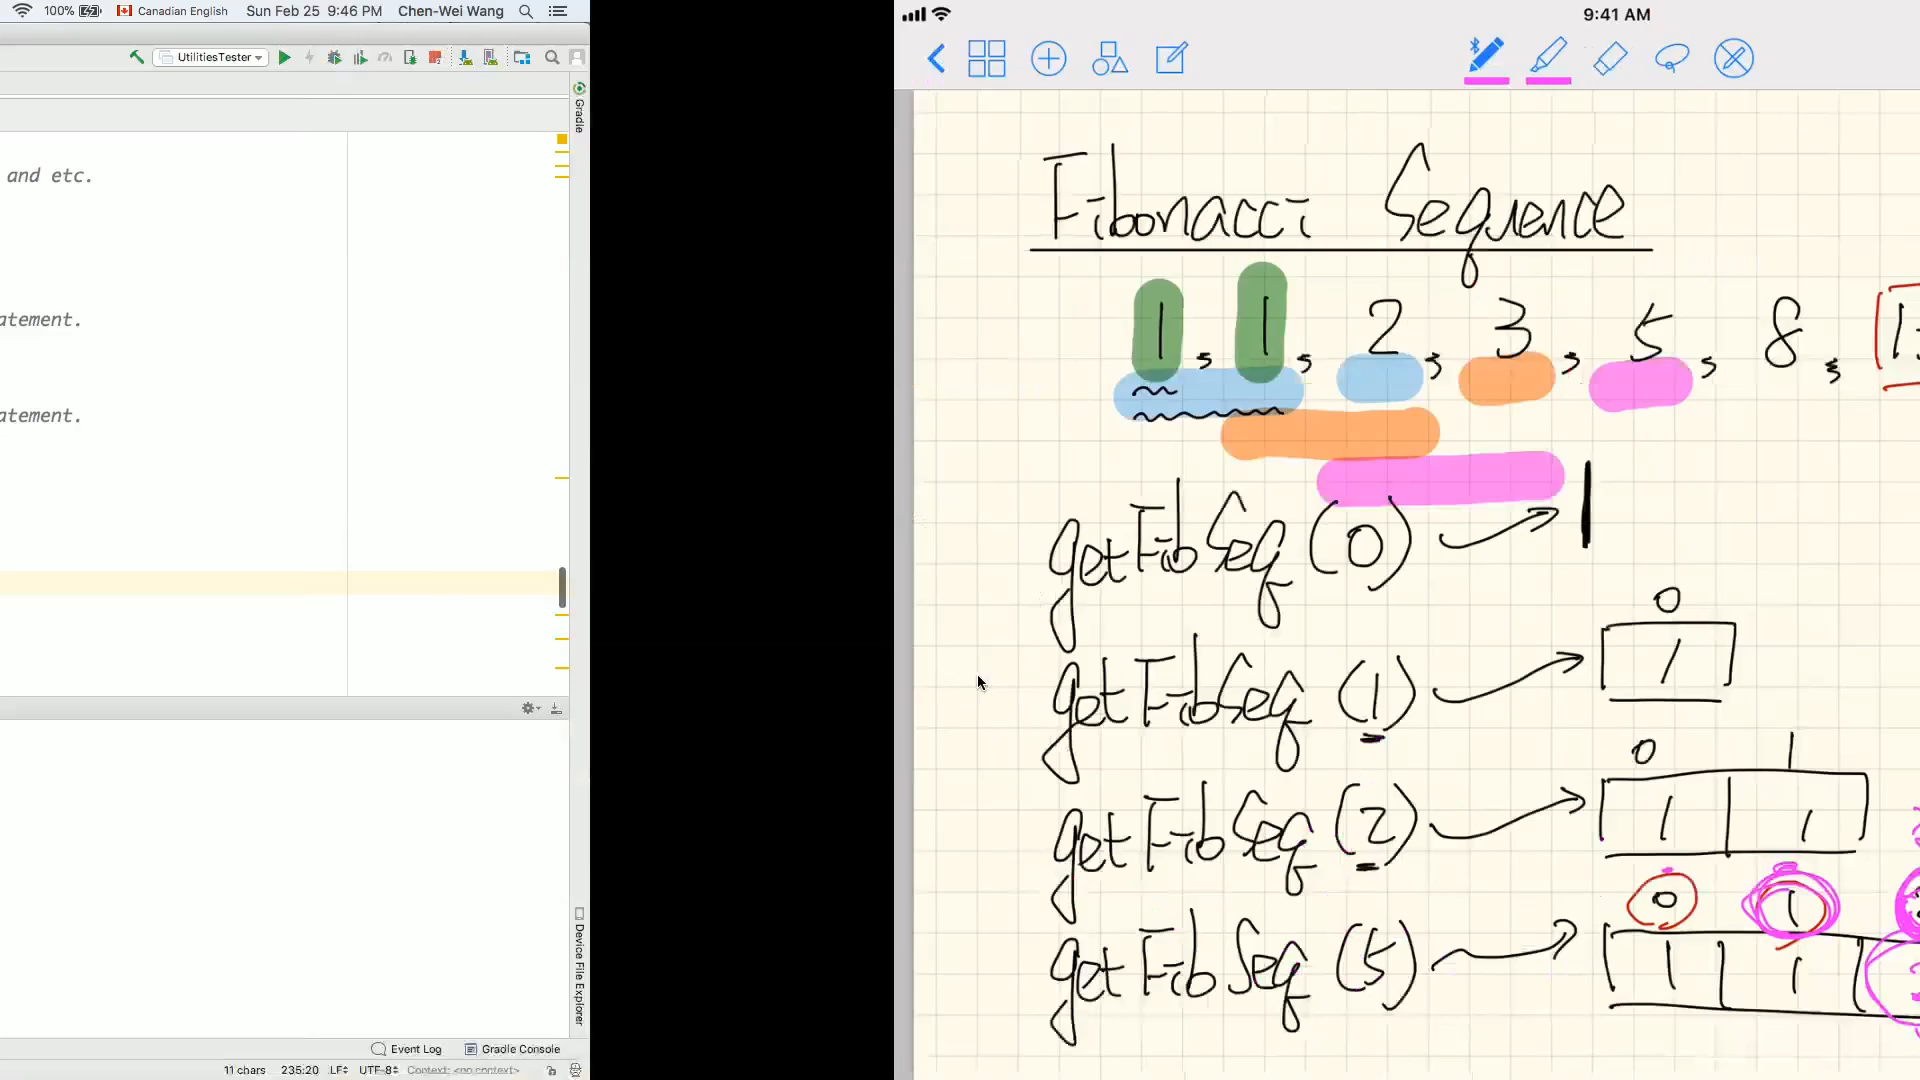 100% Canadian English Sun Feb 25 9:46 PM Chen-Wei Wang
UtilitiesTester
Gradle
and etc.
atement.
atement.
Device File Explorer
Event Log Gradle Console
11 chars 235:20 LF UTF-8 Context: <no context>
9:41 AM
Fibonacci Sequence
1, 1, 2, 3, 5, 8,
getFibSeq (0)
0
getFibSeq (1) 1
0 1
getFibSeq (2) 1 1
0 1
getFibSeq (5) 1 1